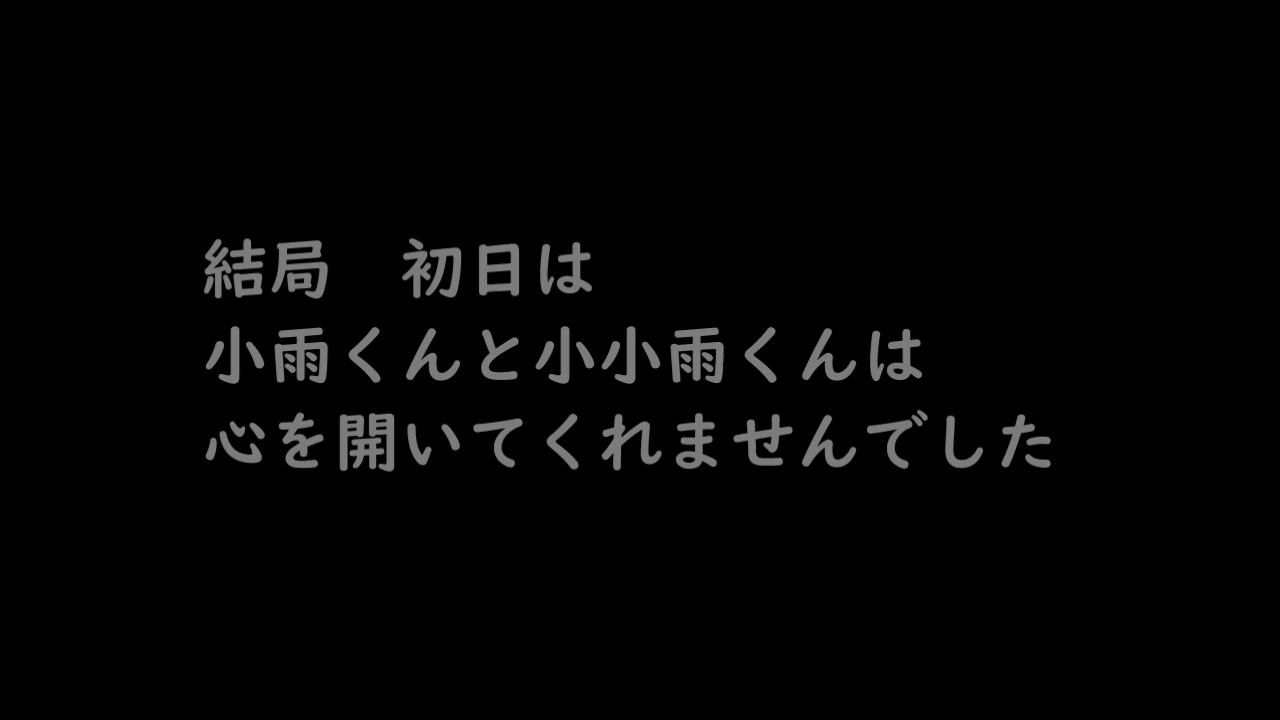 結局　初日は
小雨くんと小小雨くんは
心を開いてくれませんでした